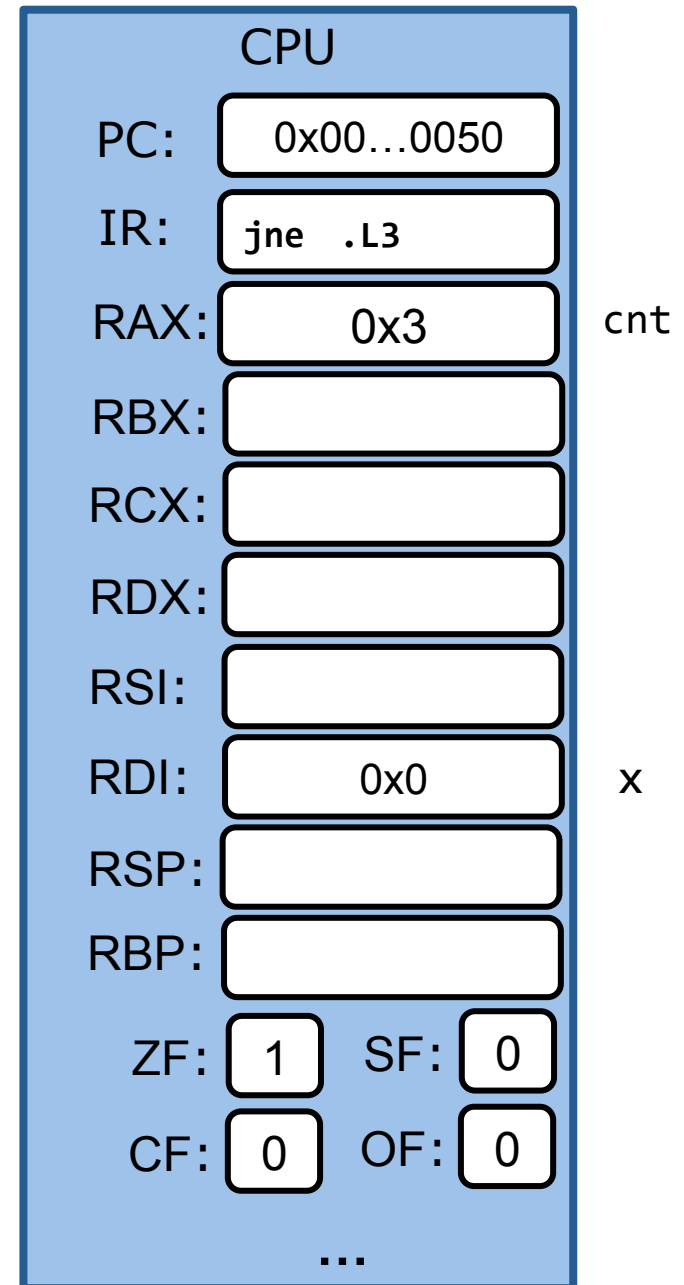 CPU
PC: 0x00...0050
IR: jne .L3
RAX: 0x3 cnt
RBX:
RCX:
RDX:
RSI:
RDI: 0x0 x
RSP:
RBP:
ZF: 1 SF: 0
CF: 0 OF: 0
...